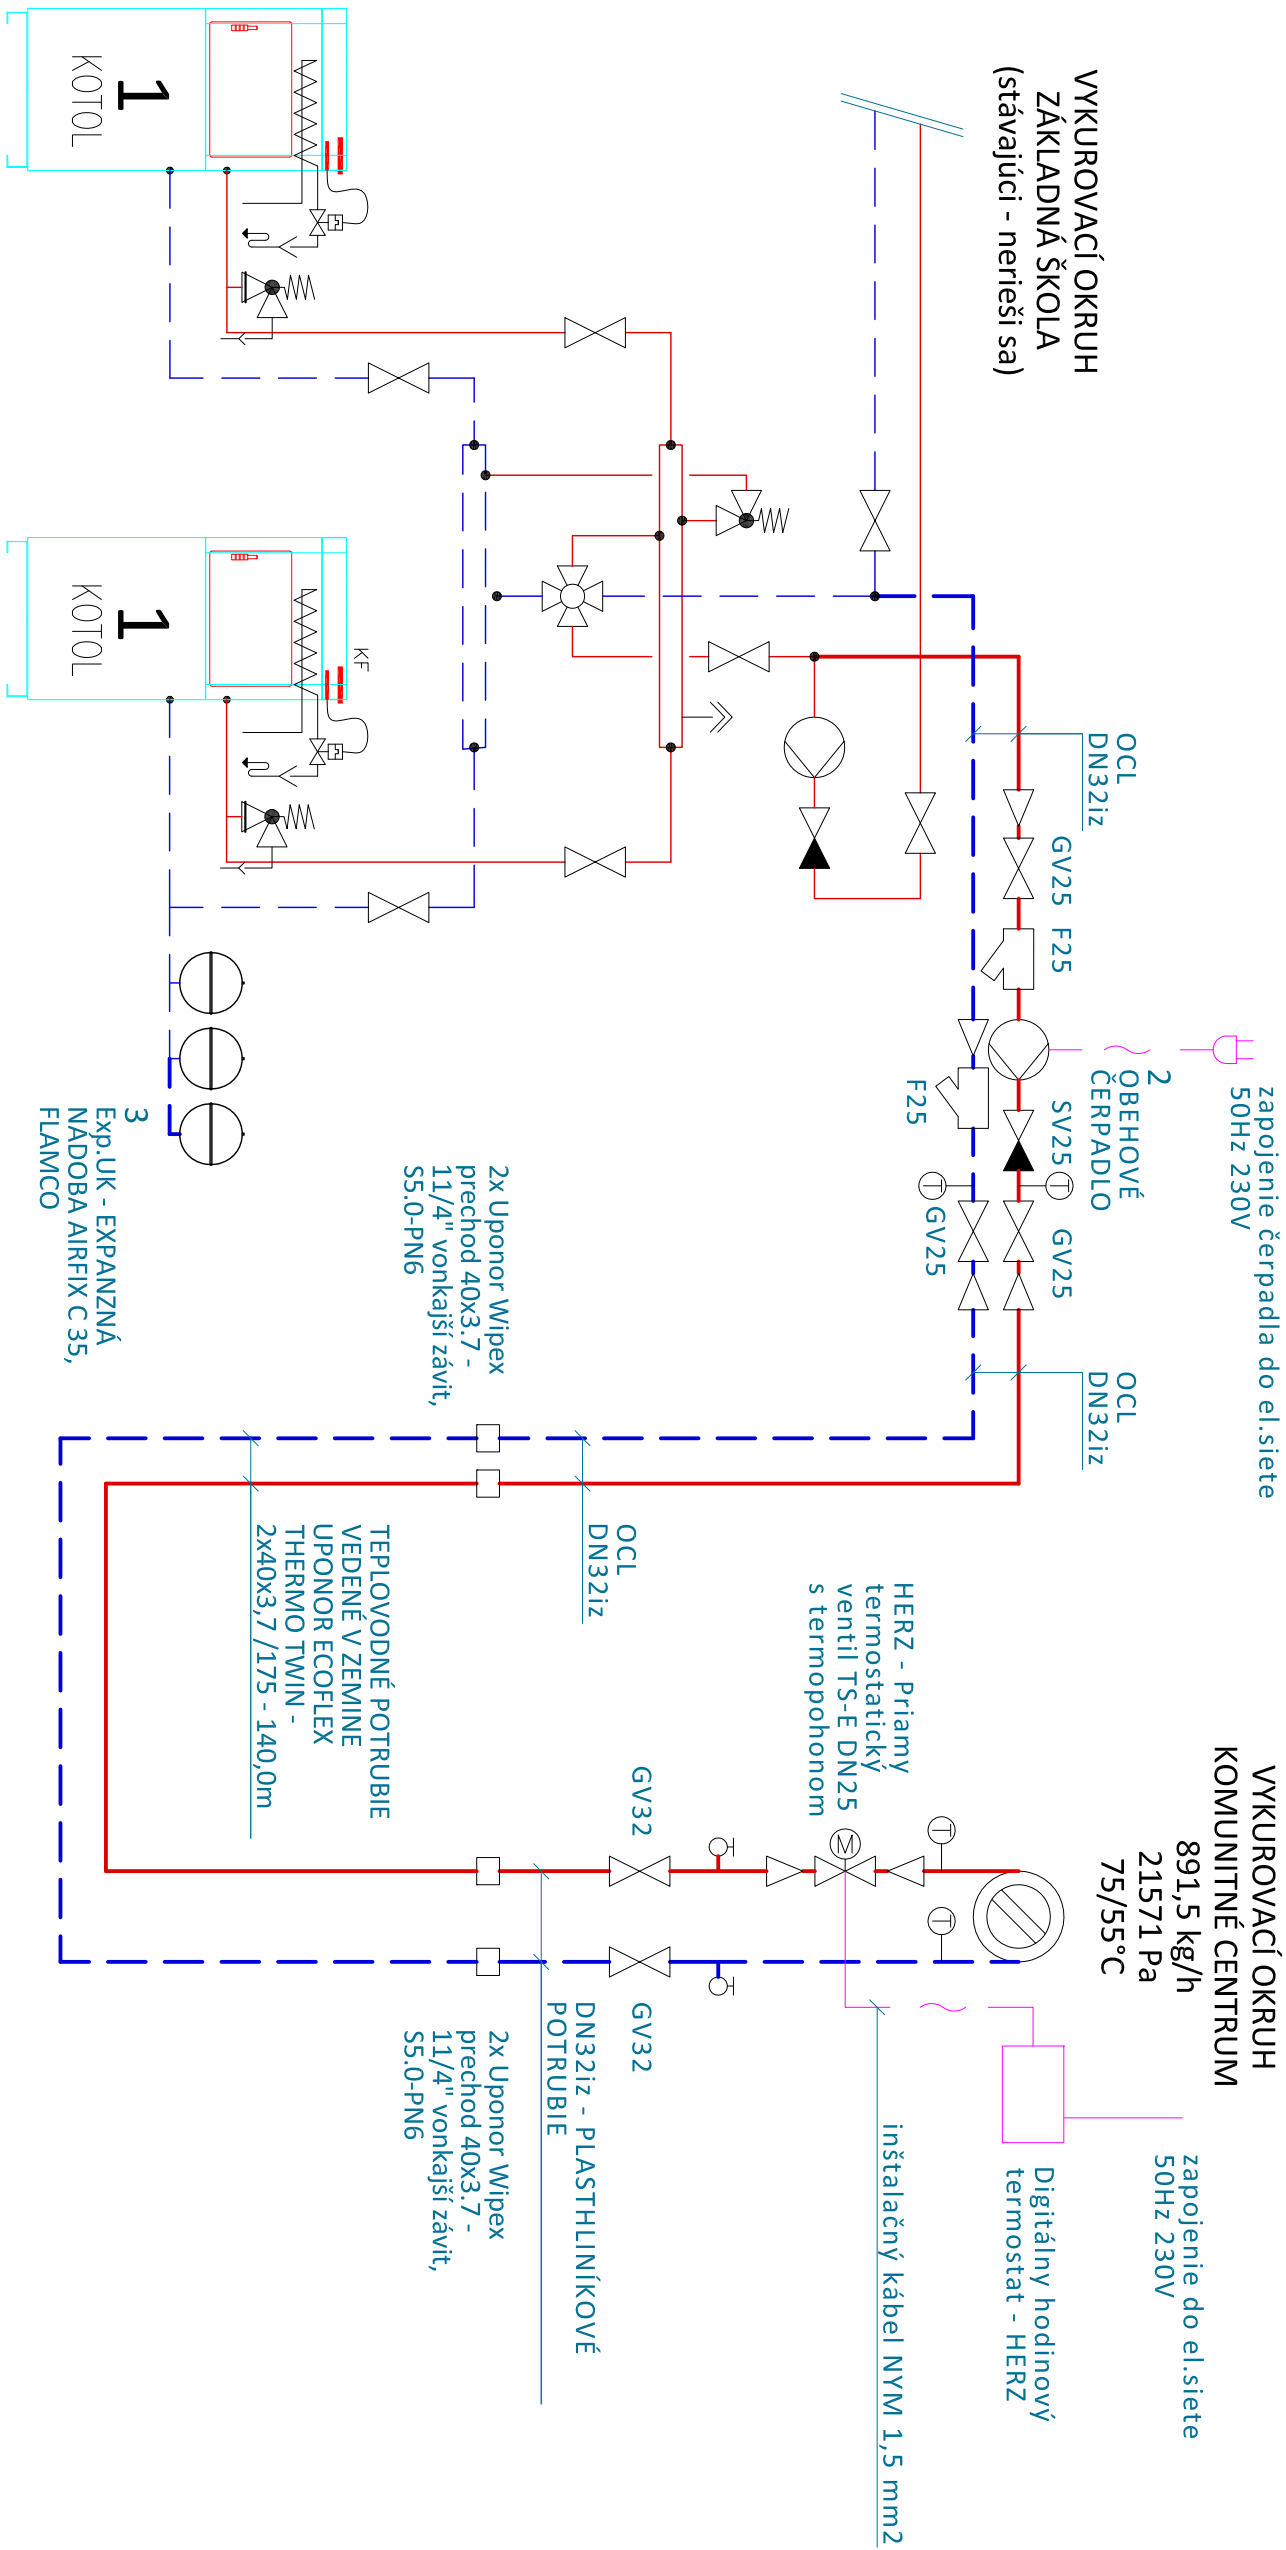 VYKUROVACÍ OKRUH
ZÁKLADNÁ ŠKOLA
(stávajúci - nerieši sa)
1
KOTOL
1
KOTOL
KF
OCL
DN32iz
GV25
F25
zapojenie čerpadla do el.siete
50Hz 230V
2
OBEHOVÉ
ČERPADLO
SV25
GV25
F25
T
T
GV25
OCL
DN32iz
3
Exp.UK - EXPANZNÁ
NÁDOBA AIRFIX C 35,
FLAMCO
2x Uponor Wipex
prechod 40x3.7 -
11/4" vonkajší závit,
S5.0-PN6
OCL
DN32iz
TEPLOVODNÉ POTRUBIE
VEDENÉ V ZEMINE
UPONOR ECOFLEX
THERMO TWIN -
2x40x3,7 /175 - 140,0m
HERZ - Priamy
termostatický
ventil TS-E DN25
s termopohonom
GV32
M
T
T
VYKUROVACÍ OKRUH
KOMUNITNÉ CENTRUM
891,5 kg/h
21571 Pa
75/55°C
GV32
DN32iz - PLASTHLINÍKOVÉ
POTRUBIE
2x Uponor Wipex
prechod 40x3.7 -
11/4" vonkajší závit,
S5.0-PN6
inštalačný kábel NYM 1,5 mm2
Digitálny hodinový
termostat - HERZ
zapojenie do el.siete
50Hz 230V